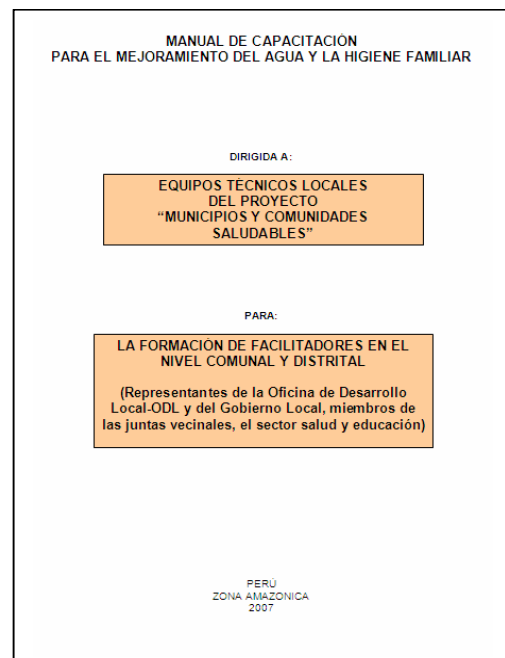 MANUAL DE CAPACITACIÓN
PARA EL MEJORAMIENTO DEL AGUA Y LA HIGIENE FAMILIAR
DIRIGIDA A:
EQUIPOS TÉCNICOS LOCALES
DEL PROYECTO
“MUNICIPIOS Y COMUNIDADES
SALUDABLES”
PARA:
LA FORMACIÓN DE FACILITADORES EN EL
NIVEL COMUNAL Y DISTRITAL
(Representantes de la Oficina de Desarrollo
Local-ODL y del Gobierno Local, miembros de
las juntas vecinales, el sector salud y educación)
PERÚ
ZONA AMAZONICA
2007